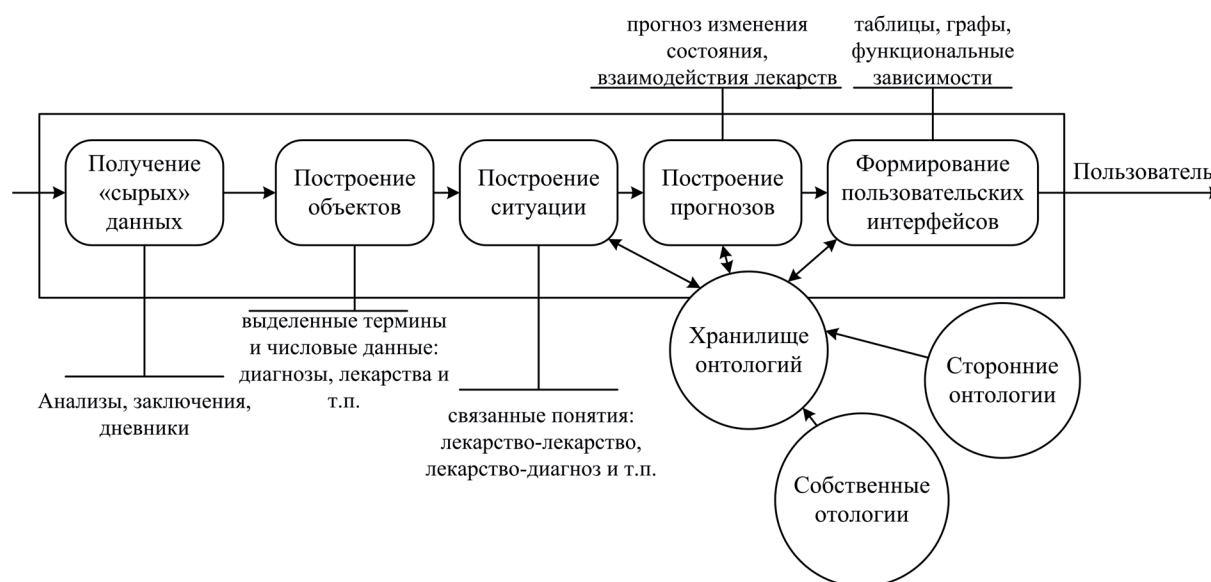 прогноз изменения
состояния,
взаимодействия лекарств
таблицы, графы,
функциональные
зависимости
Получение
«сырых»
данных
Построение
объектов
Построение
ситуации
Построение
прогнозов
Формирование
пользовательских
интерфейсов
Пользователь
выделенные термины
и числовые данные:
диагнозы, лекарства и
т.п.
Анализы, заключения,
дневники
связанные понятия:
лекарство-лекарство,
лекарство-диагноз и т.п.
Хранилище
онтологий
Сторонние
онтологии
Собственные
отологии